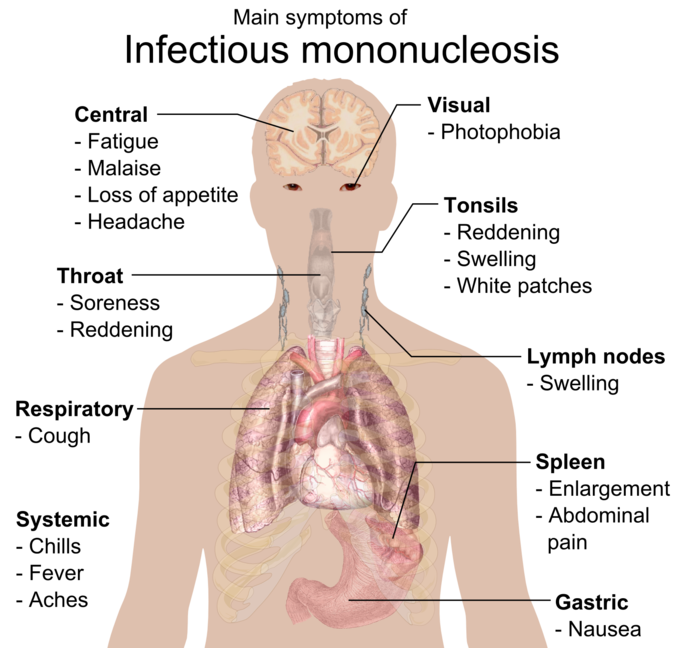 Main symptoms of
Infectious mononucleosis
Central
- Fatigue
- Malaise
- Loss of appetite
- Headache
Visual
- Photophobia
Tonsils
- Reddening
- Swelling
- White patches
Throat
- Soreness
- Reddening
Lymph nodes
- Swelling
Respiratory
- Cough
Spleen
- Enlargement
- Abdominal
pain
Systemic
- Chills
- Fever
- Aches
Gastric
- Nausea